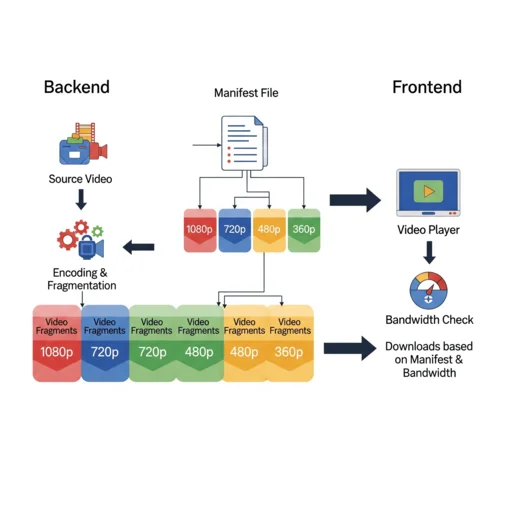 Backend
Manifest File
Frontend
Source Video
1080p
720p
480p
360p
Video Player
Encoding &
Fragmentation
Bandwidth Check
Video
Fragments
1080p
Video
Fragments
720p
Video
Fragments
720p
Video
Fragments
480p
Video
Fragments
480p
Video
Fragments
360p
Downloads based
on Manifest &
Bandwidth